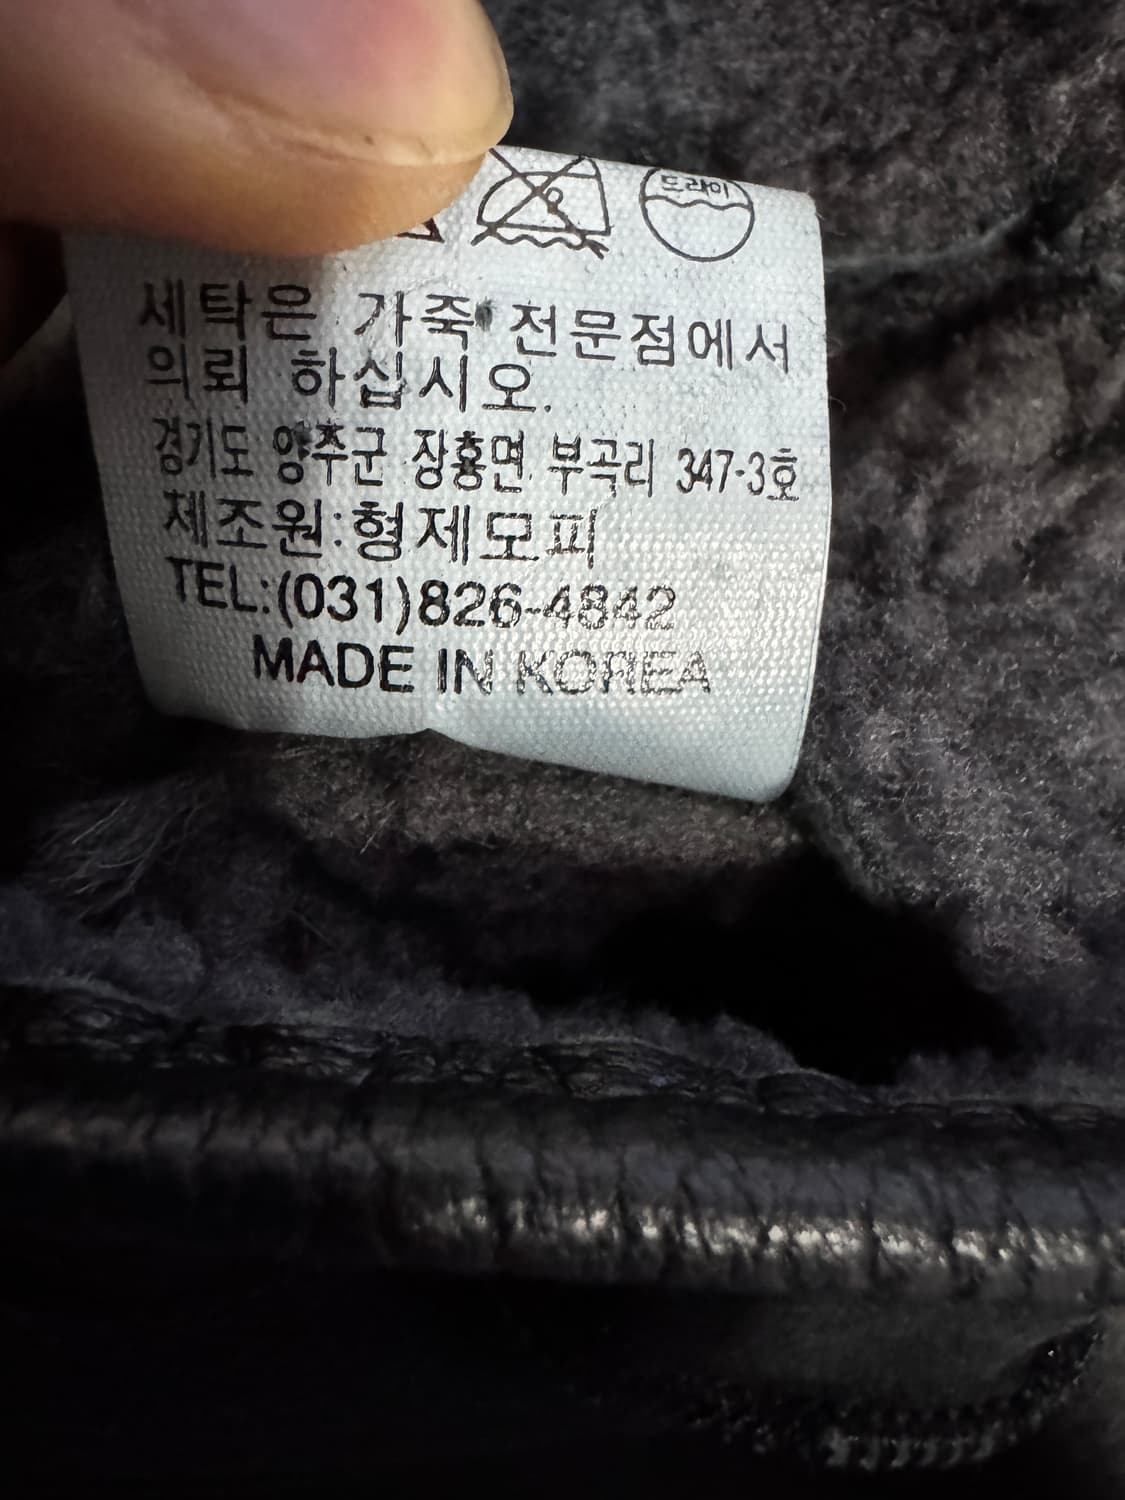 드라이
세탁은 가죽 전문점에서
의뢰 하십시오.
경기도 양주군 장흥면 부곡리 347-3호
제조원:형제모피
TEL:(031)826-4842
MADE IN KOREA